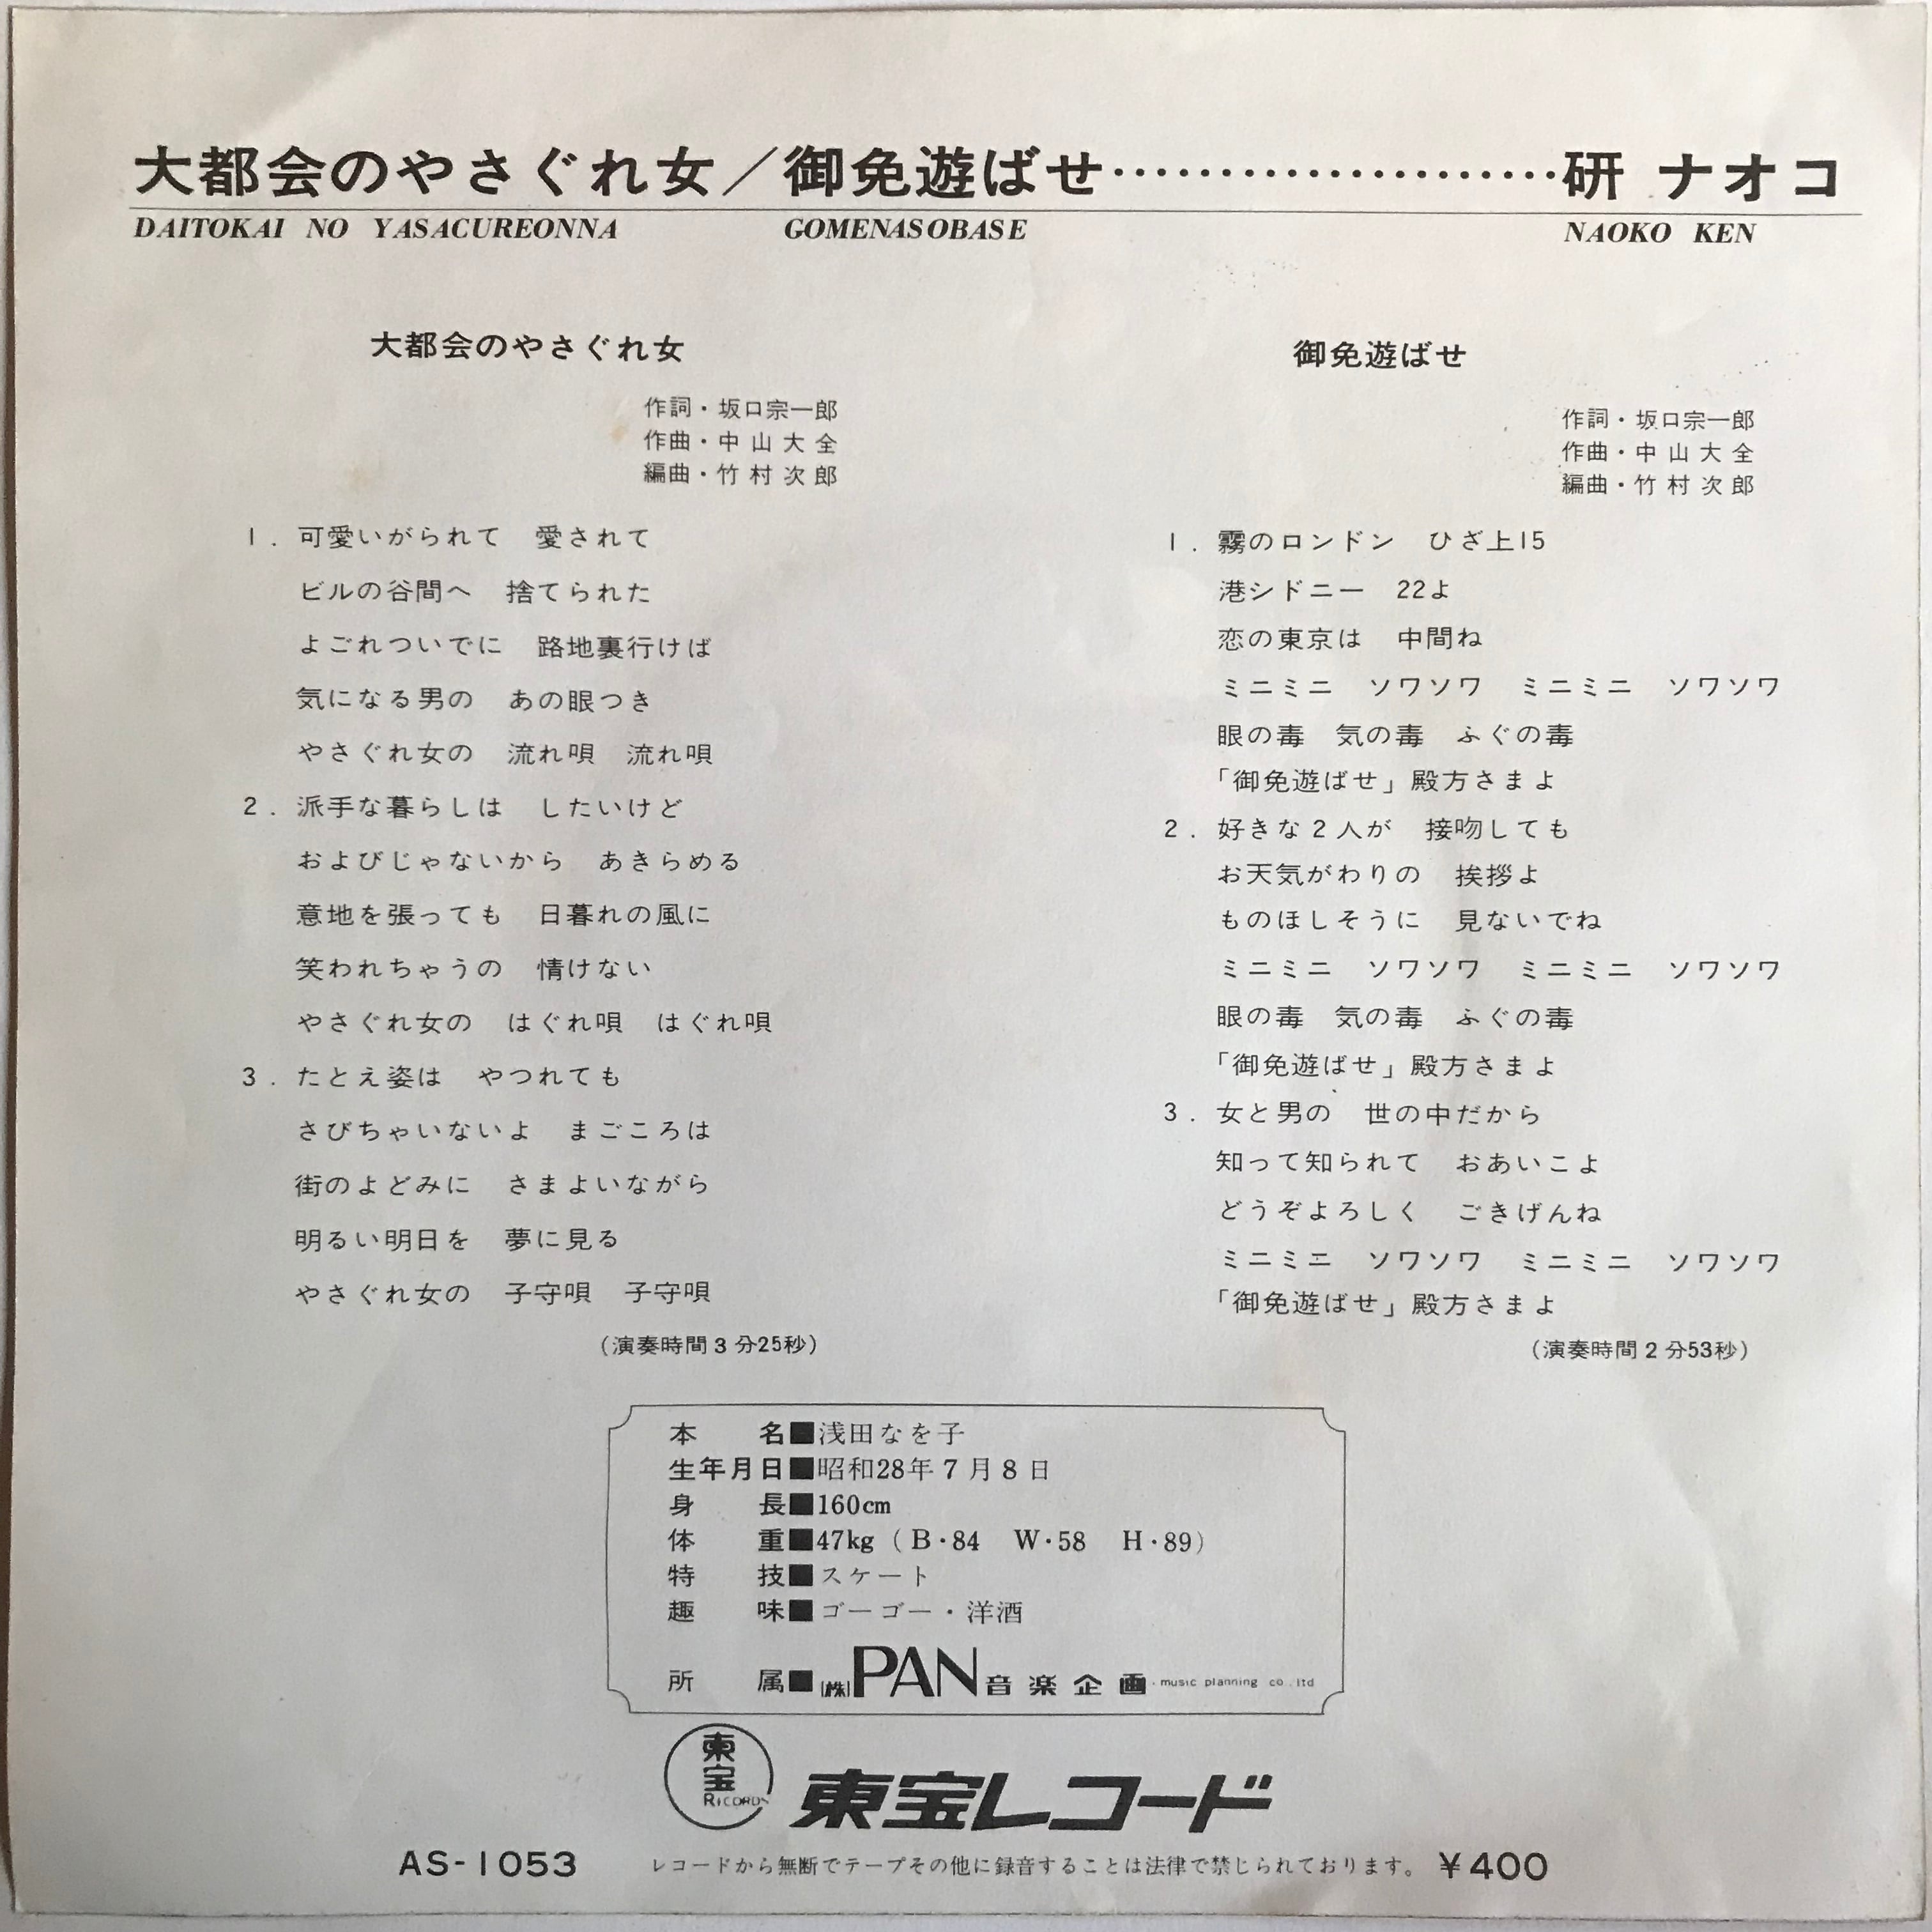 大都会のやさぐれ女／御免遊ばせ……………………研 ナオコ
DAITOKAI NO YASACUREONNA GOMENASOBASE NAOKO KEN
大都会のやさぐれ女
作詞・坂口宗一郎
作曲・中山大全
編曲・竹村次郎
1．可愛いがられて 愛されて
ビルの谷間へ 捨てられた
よごれついでに 路地裏行けば
気になる男の あの眼つき
やさぐれ女の 流れ唄 流れ唄
2．派手な暮らしは したいけど
およびじゃないから あきらめる
意地を張っても 日暮れの風に
笑われちゃうの 情けない
やさぐれ女の はぐれ唄 はぐれ唄
3．たとえ姿は やつれても
さびちゃいないよ まごころは
街のよどみに さまよいながら
明るい明日を 夢に見る
やさぐれ女の 子守唄 子守唄
（演奏時間3分25秒）
御免遊ばせ
作詞・坂口宗一郎
作曲・中山大全
編曲・竹村次郎
1．霧のロンドン ひざ上15
港シドニー 22よ
恋の東京は 中間ね
ミニミニ ソワソワ ミニミニ ソワソワ
眼の毒 気の毒 ふぐの毒
「御免遊ばせ」殿方さまよ
2．好きな2人が 接吻しても
お天気がわりの 挨拶よ
ものほしそうに 見ないでね
ミニミニ ソワソワ ミニミニ ソワソワ
眼の毒 気の毒 ふぐの毒
「御免遊ばせ」殿方さまよ
3．女と男の 世の中だから
知って知られて おあいこよ
どうぞよろしく ごきげんね
ミニミニ ソワソワ ミニミニ ソワソワ
「御免遊ばせ」殿方さまよ
（演奏時間2分53秒）
本名■浅田なを子
生年月日■昭和28年7月8日
身長■160cm
体重■47kg（B・84 W・58 H・89）
特技■スケート
趣味■ゴーゴー・洋酒
所属■(株)PAN音楽企画・music planning co.,ltd
東宝
RECORDS
東宝レコード
AS-1053 レコードから無断でテープその他に録音することは法律で禁じられております。 ￥400